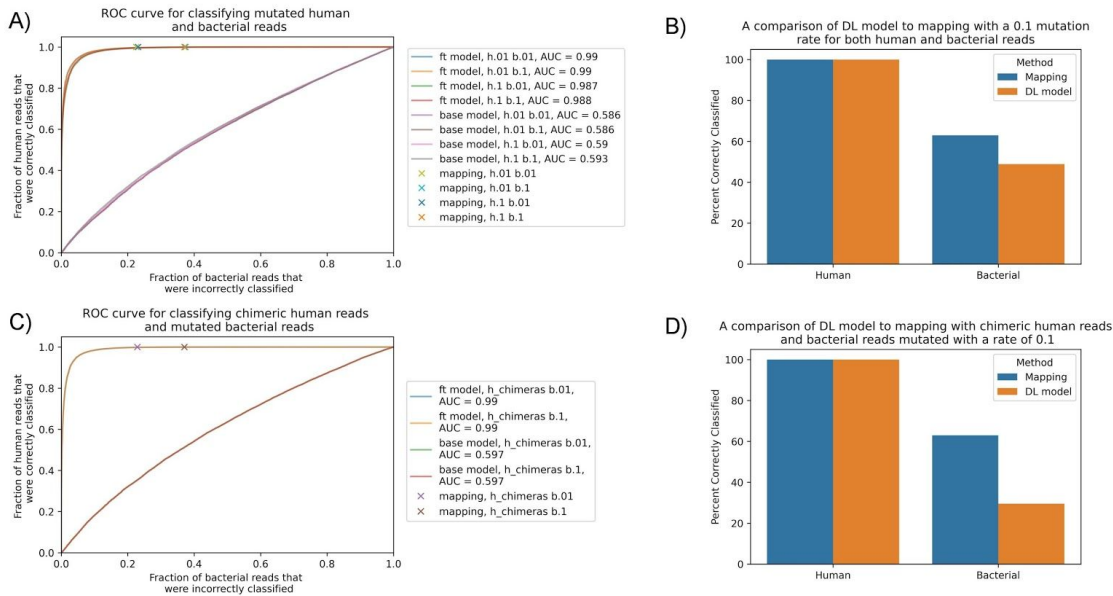 A)
ROC curve for classifying mutated human
and bacterial reads
Fraction of human reads that
were correctly classified
1.0
0.8
0.6
0.4
0.2
0.0
0.0 0.2 0.4 0.6 0.8 1.0
Fraction of bacterial reads that
were incorrectly classified
ft model, h.01 b.01, AUC = 0.99
ft model, h.01 b.1, AUC = 0.99
ft model, h.1 b.01, AUC = 0.987
ft model, h.1 b.1, AUC = 0.988
base model, h.01 b.01, AUC = 0.586
base model, h.01 b.1, AUC = 0.586
base model, h.1 b.01, AUC = 0.59
base model, h.1 b.1, AUC = 0.593
mapping, h.01 b.01
mapping, h.01 b.1
mapping, h.1 b.01
mapping, h.1 b.1
B)
A comparison of DL model to mapping with a 0.1 mutation
rate for both human and bacterial reads
Percent Correctly Classified
100
80
60
40
20
0
Method
Mapping
DL model
Human Bacterial
C)
ROC curve for classifying chimeric human reads
and mutated bacterial reads
Fraction of human reads that
were correctly classified
1.0
0.8
0.6
0.4
0.2
0.0
0.0 0.2 0.4 0.6 0.8 1.0
Fraction of bacterial reads that
were incorrectly classified
ft model, h_chimeras b.01,
AUC = 0.99
ft model, h_chimeras b.1,
AUC = 0.99
base model, h_chimeras b.01,
AUC = 0.597
base model, h_chimeras b.1,
AUC = 0.597
mapping, h_chimeras b.01
mapping, h_chimeras b.1
D)
A comparison of DL model to mapping with chimeric human reads
and bacterial reads mutated with a rate of 0.1
Percent Correctly Classified
100
80
60
40
20
0
Method
Mapping
DL model
Human Bacterial